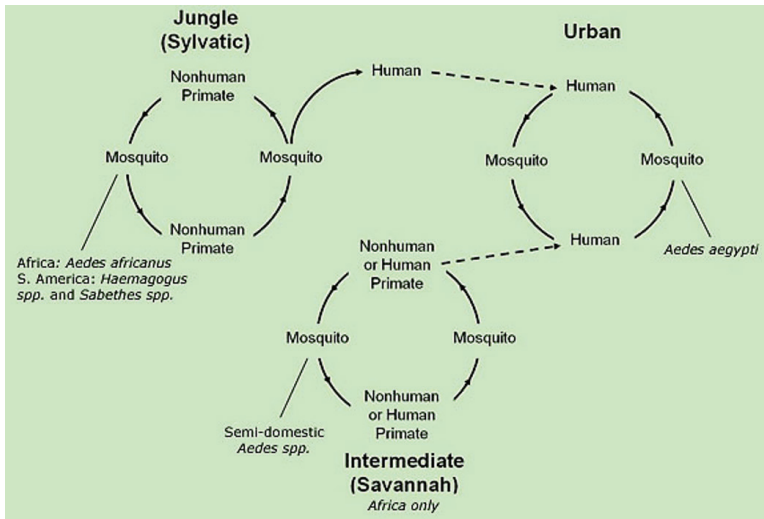 Jungle
(Sylvatic)
Nonhuman
Primate
Mosquito
Mosquito
Nonhuman
Primate
Africa: Aedes africanus
S. America: Haemagogus
spp. and Sabethes spp.
Human
Urban
Human
Mosquito
Mosquito
Human
Aedes aegypti
Nonhuman
or Human
Primate
Mosquito
Mosquito
Nonhuman
or Human
Primate
Semi-domestic
Aedes spp.
Intermediate
(Savannah)
Africa only